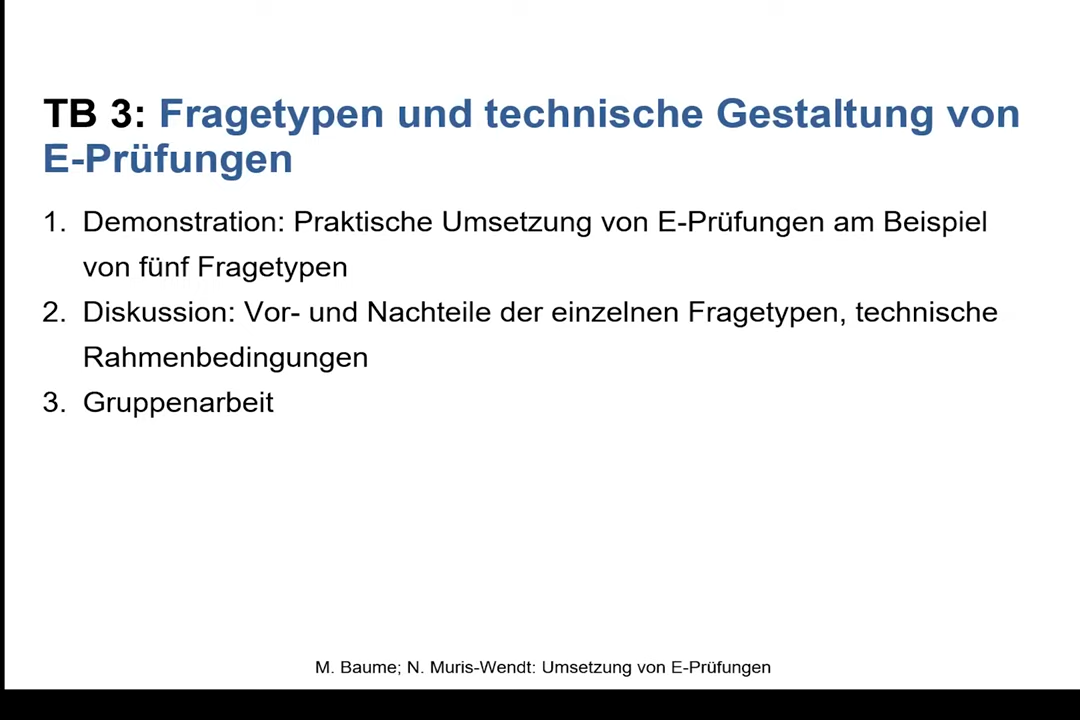 TB 3: Fragetypen und technische Gestaltung von
E-Prüfungen
1. Demonstration: Praktische Umsetzung von E-Prüfungen am Beispiel
von fünf Fragetypen
2. Diskussion: Vor- und Nachteile der einzelnen Fragetypen, technische
Rahmenbedingungen
3. Gruppenarbeit
M. Baume; N. Muris-Wendt: Umsetzung von E-Prüfungen